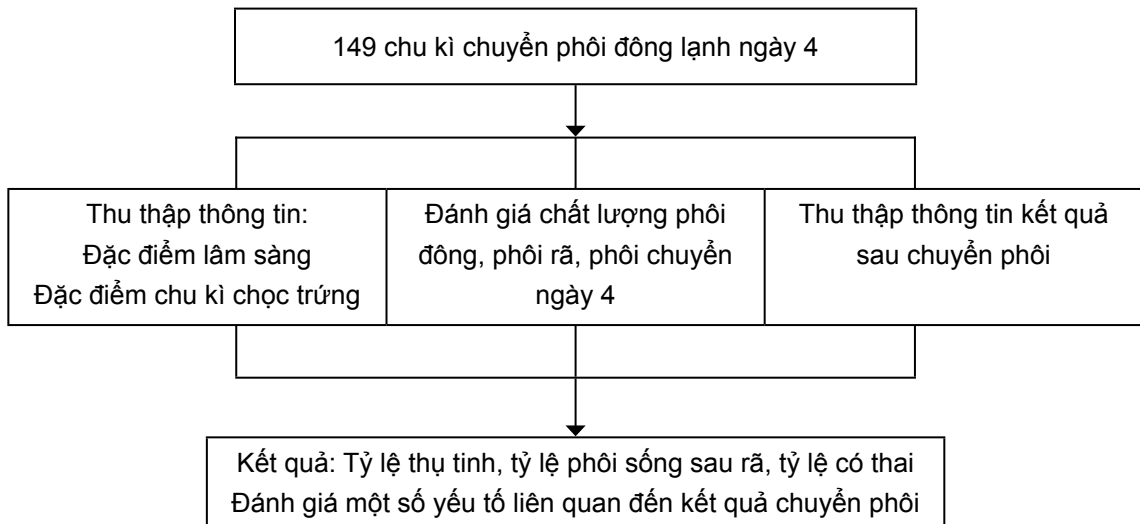 149 chu kì chuyển phôi đông lạnh ngày 4
Thu thập thông tin:
Đặc điểm lâm sàng
Đặc điểm chu kì chọc trứng
Đánh giá chất lượng phôi
đông, phôi rã, phôi chuyển
ngày 4
Thu thập thông tin kết quả
sau chuyển phôi
Kết quả: Tỷ lệ thụ tinh, tỷ lệ phôi sống sau rã, tỷ lệ có thai
Đánh giá một số yếu tố liên quan đến kết quả chuyển phôi